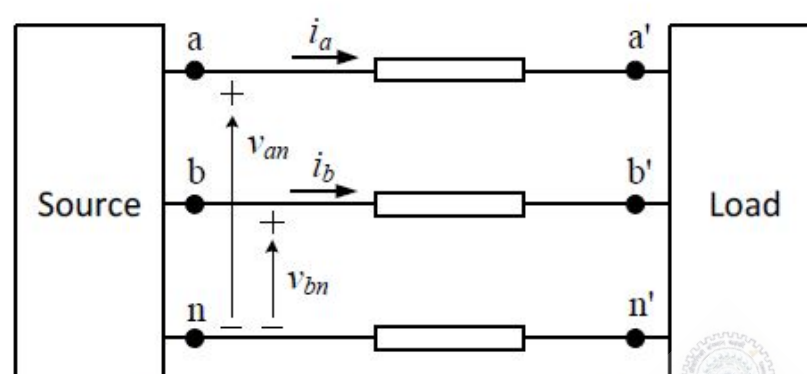 a i_a a'
+
v_an
b i_b b'
Source + Load
v_bn
n − − n'